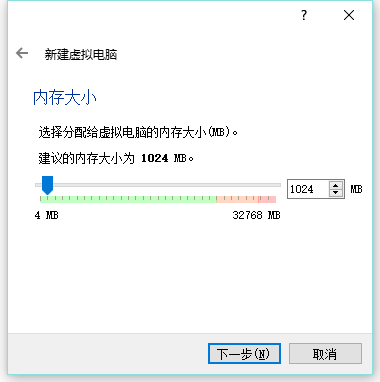 ?
新建虚拟电脑
内存大小
选择分配给虚拟电脑的内存大小(MB)。
建议的内存大小为 1024 MB。
1024 MB
4 MB 32768 MB
下一步(N) 取消